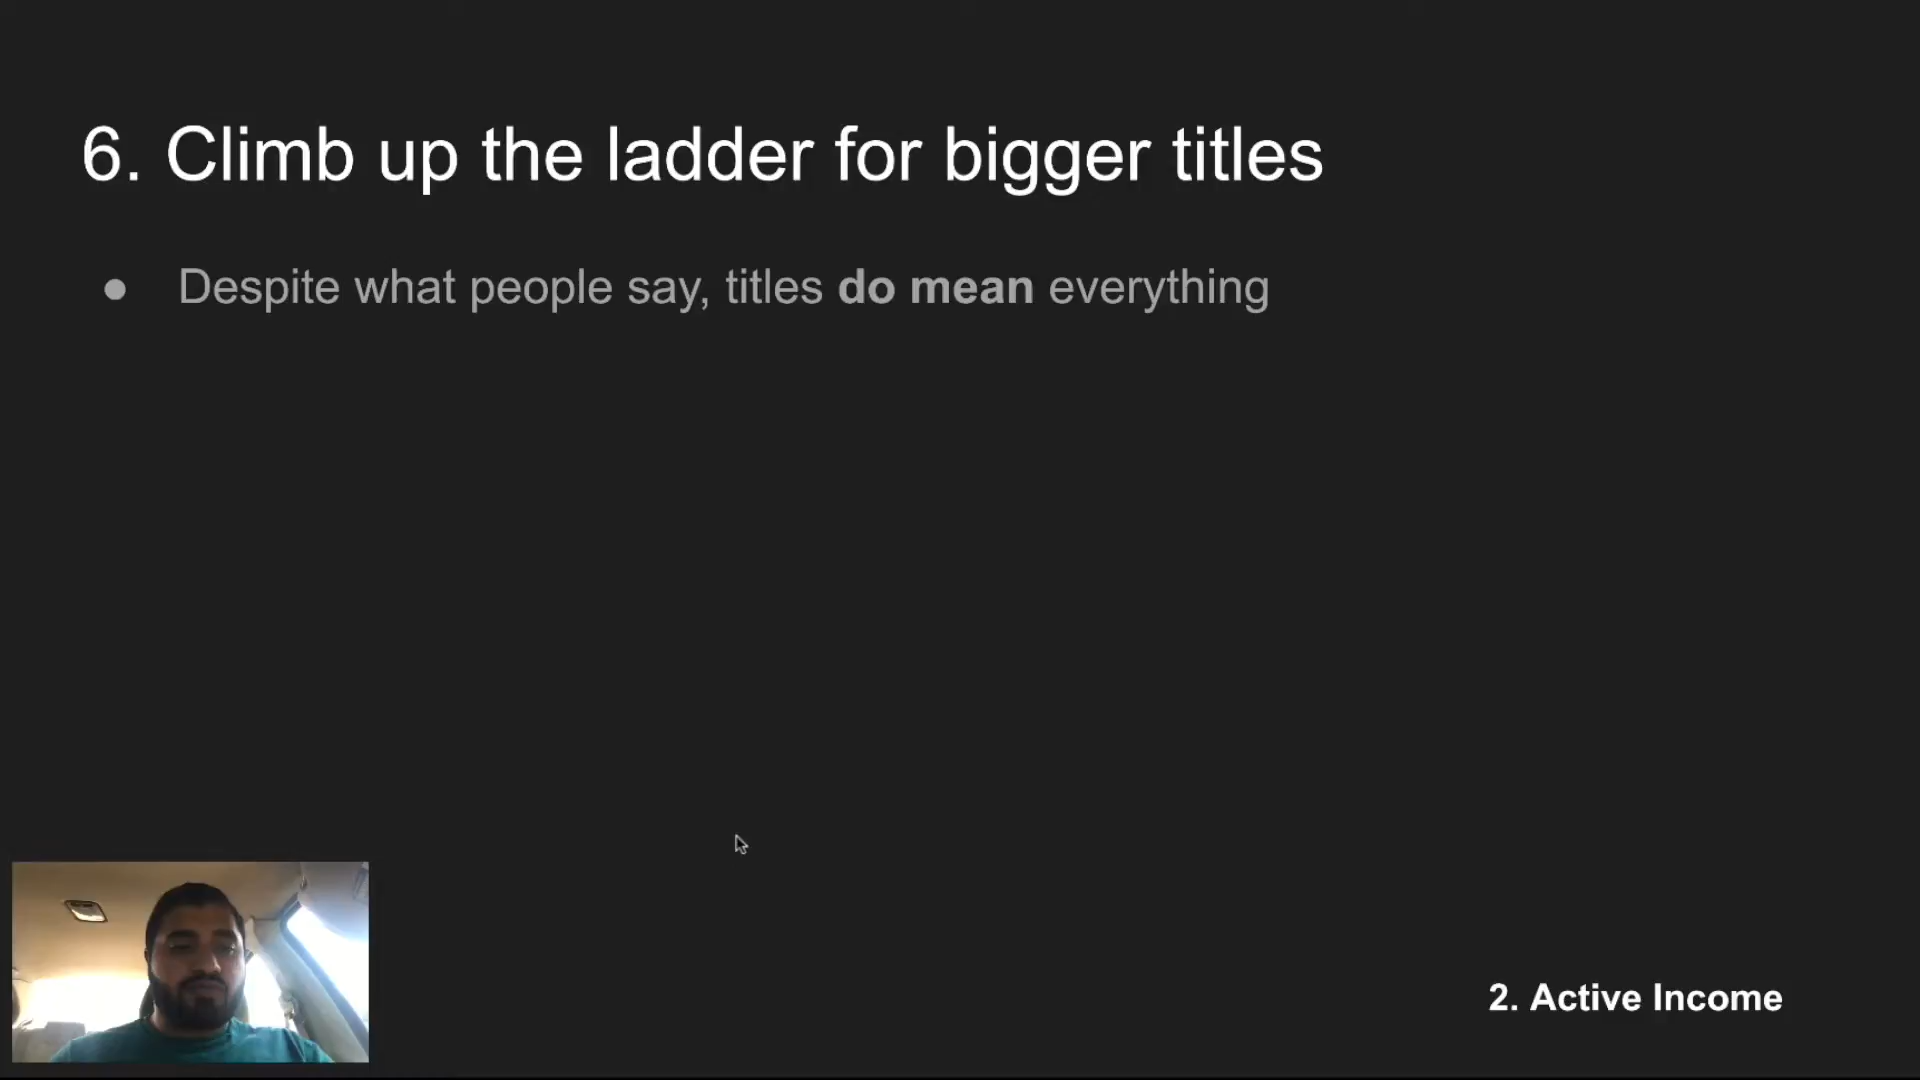 6. Climb up the ladder for bigger titles
● Despite what people say, titles do mean everything
2. Active Income